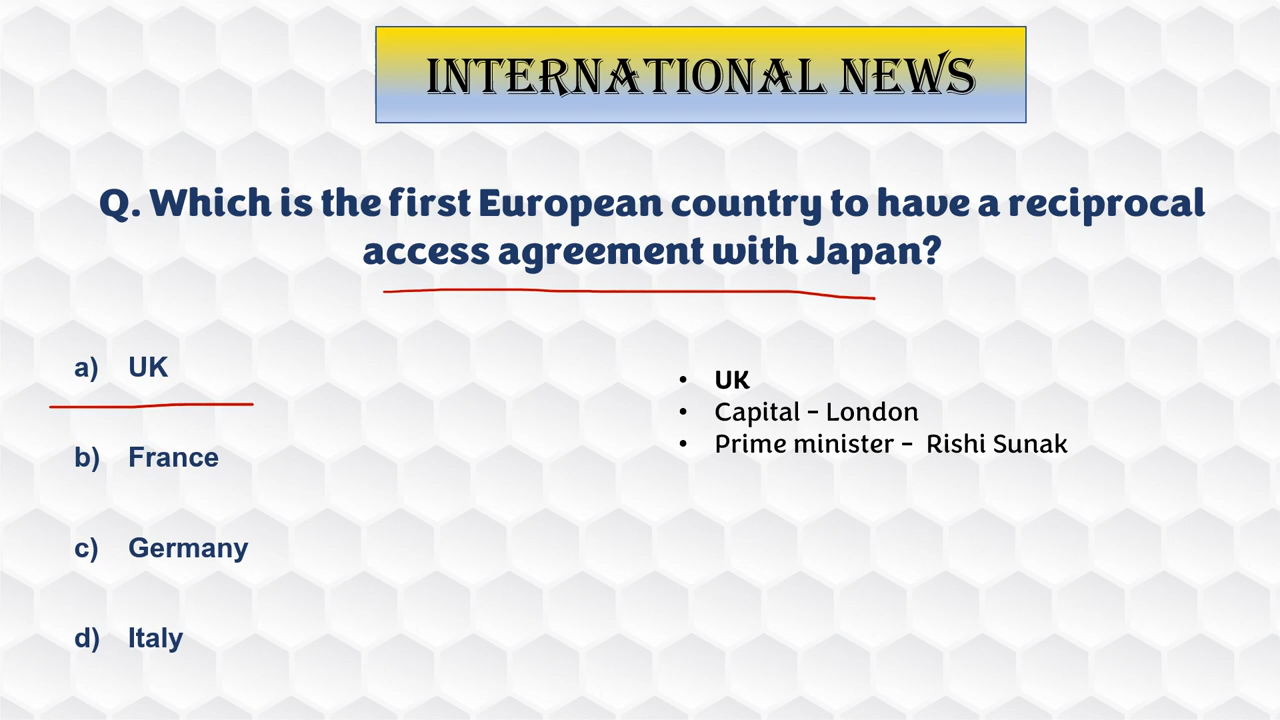 INTERNATIONAL NEWS
Q. Which is the first European country to have a reciprocal
access agreement with Japan?
a) UK
b) France
c) Germany
d) Italy
• UK
• Capital – London
• Prime minister – Rishi Sunak